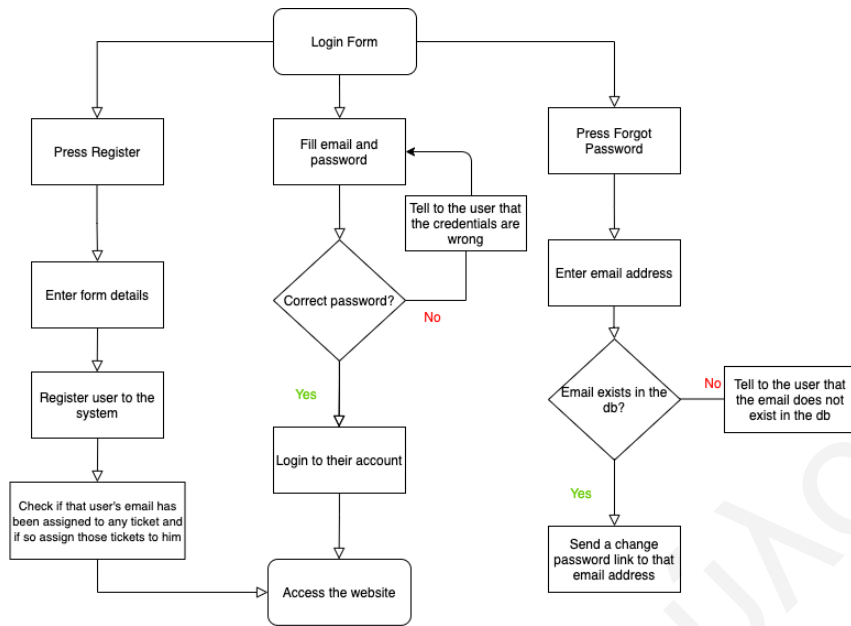 Login Form
Press Register
Fill email and
password
Press Forgot
Password
Tell to the user that
the credentials are
wrong
Enter form details
Correct password?
No
Enter email address
Register user to the
system
Yes
Email exists in the
db?
No
Tell to the user that
the email does not
exist in the db
Login to their account
Check if that user's email has
been assigned to any ticket and
if so assign those tickets to him
Yes
Send a change
password link to that
email address
Access the website